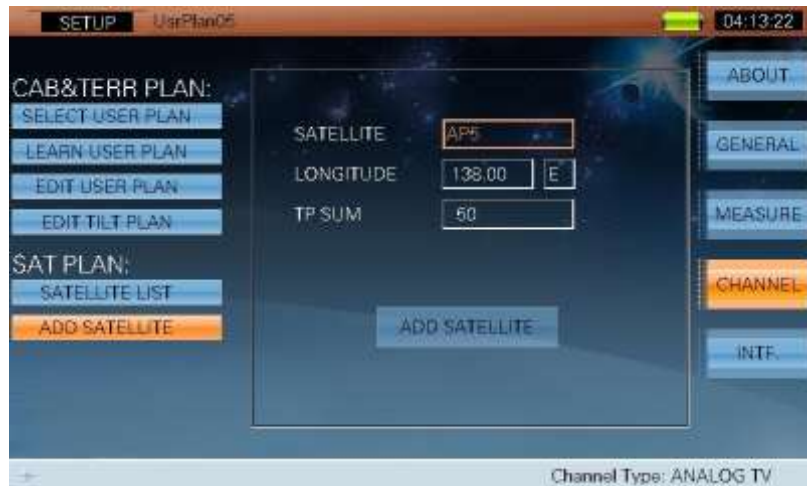 SETUP UsrPlan05 04:13:22
CAB&TERR PLAN:
SELECT USER PLAN
LEARN USER PLAN
EDIT USER PLAN
EDIT TILT PLAN
SAT PLAN:
SATELLITE LIST
ADD SATELLITE
SATELLITE AP5
LONGITUDE 138.00 E
TP SUM 50
ADD SATELLITE
ABOUT
GENERAL
MEASURE
CHANNEL
INTF.
Channel Type: ANALOG TV